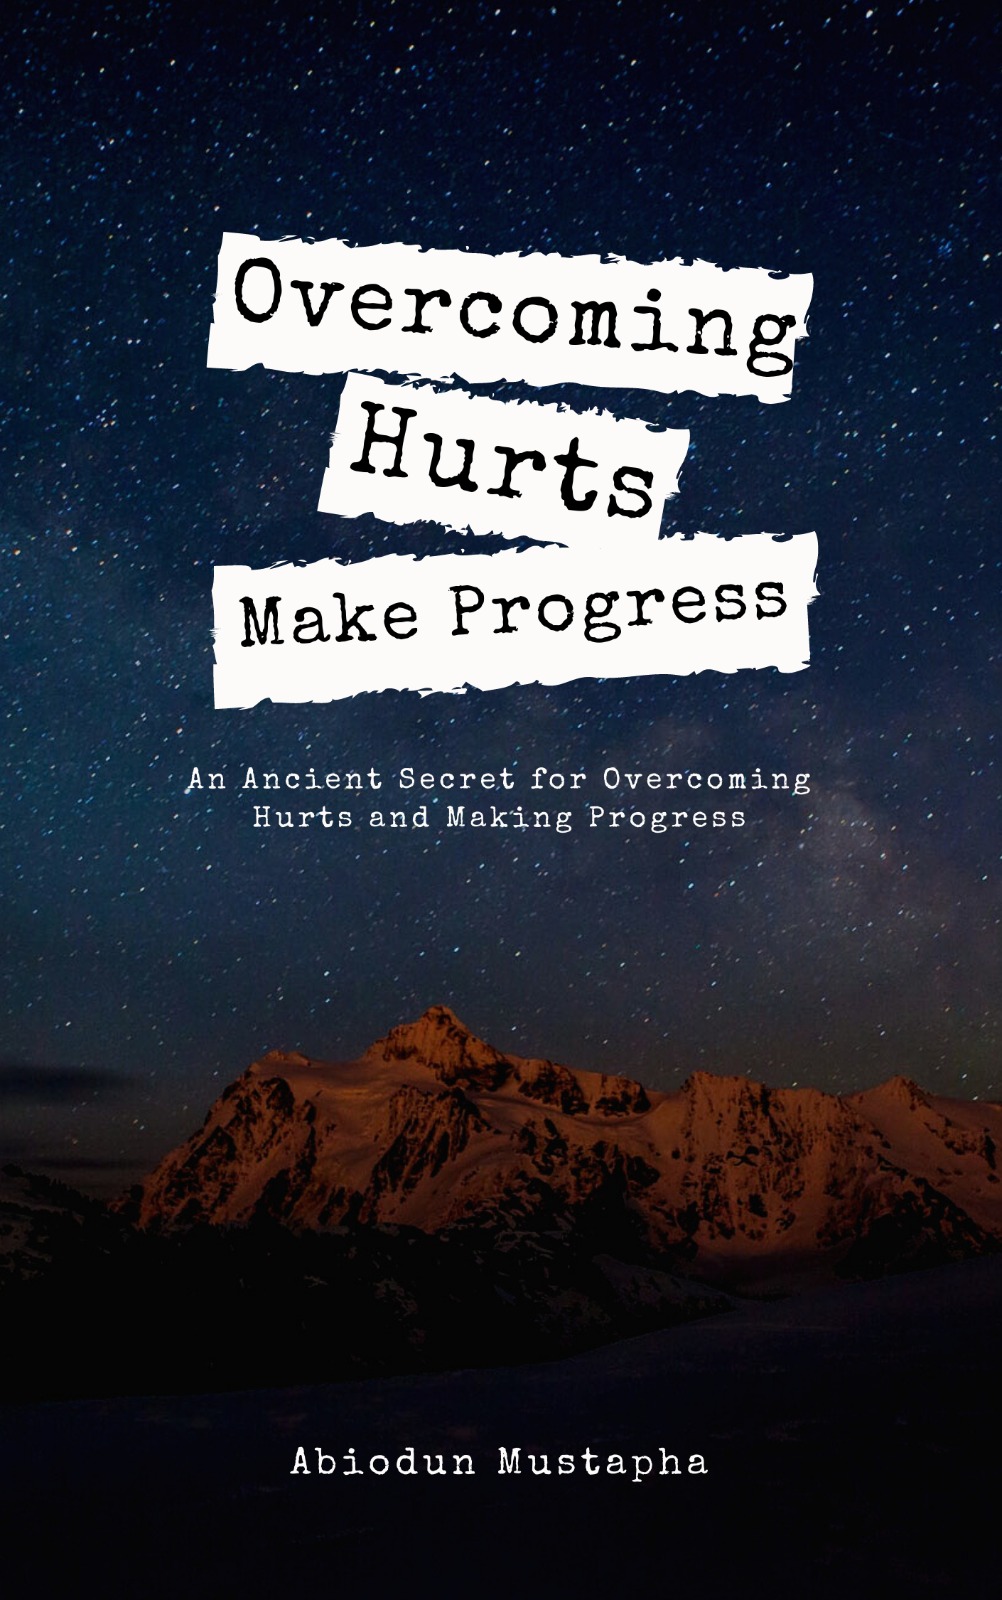 Overcoming
Hurts
Make Progress
An Ancient Secret for Overcoming
Hurts and Making Progress
Abiodun Mustapha